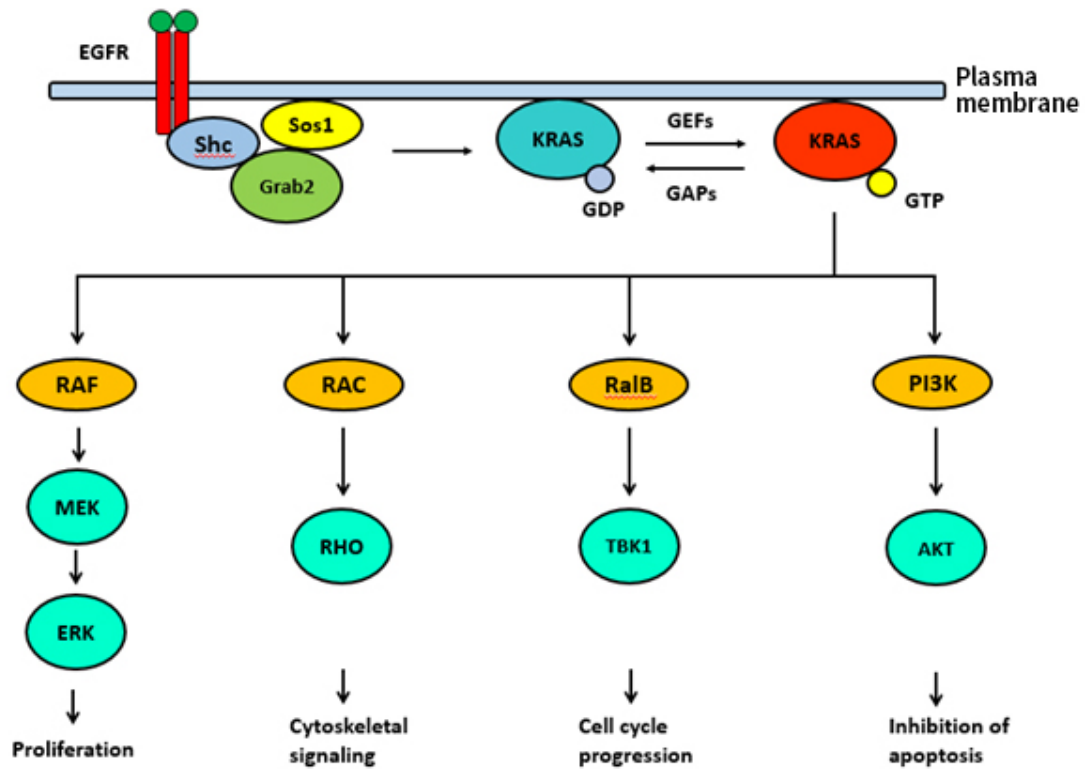 EGFR
Plasma
membrane
Sos1
Shc
Grab2
KRAS
GDP
GEFs
GAPs
KRAS
GTP
RAF
RAC
RalB
PI3K
MEK
RHO
TBK1
AKT
ERK
Proliferation
Cytoskeletal
signaling
Cell cycle
progression
Inhibition of
apoptosis